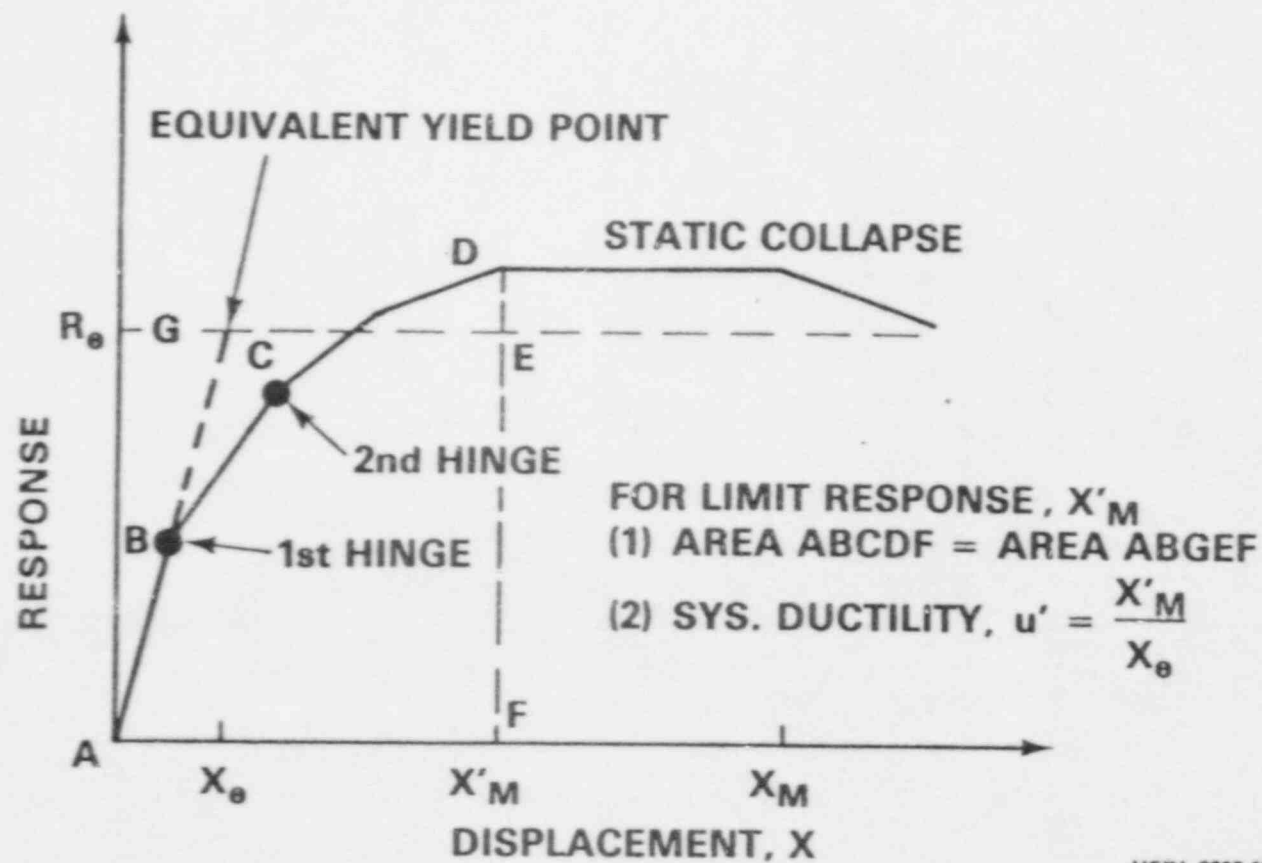 EQUIVALENT YIELD POINT
D
STATIC COLLAPSE
Re
G
C
E
2nd HINGE
RESPONSE
FOR LIMIT RESPONSE, X'M
B
1st HINGE
(1) AREA ABCDF = AREA ABGEF
(2) SYS. DUCTILITY, u' = X'M
Xe
F
A
Xe
X'M
XM
DISPLACEMENT, X